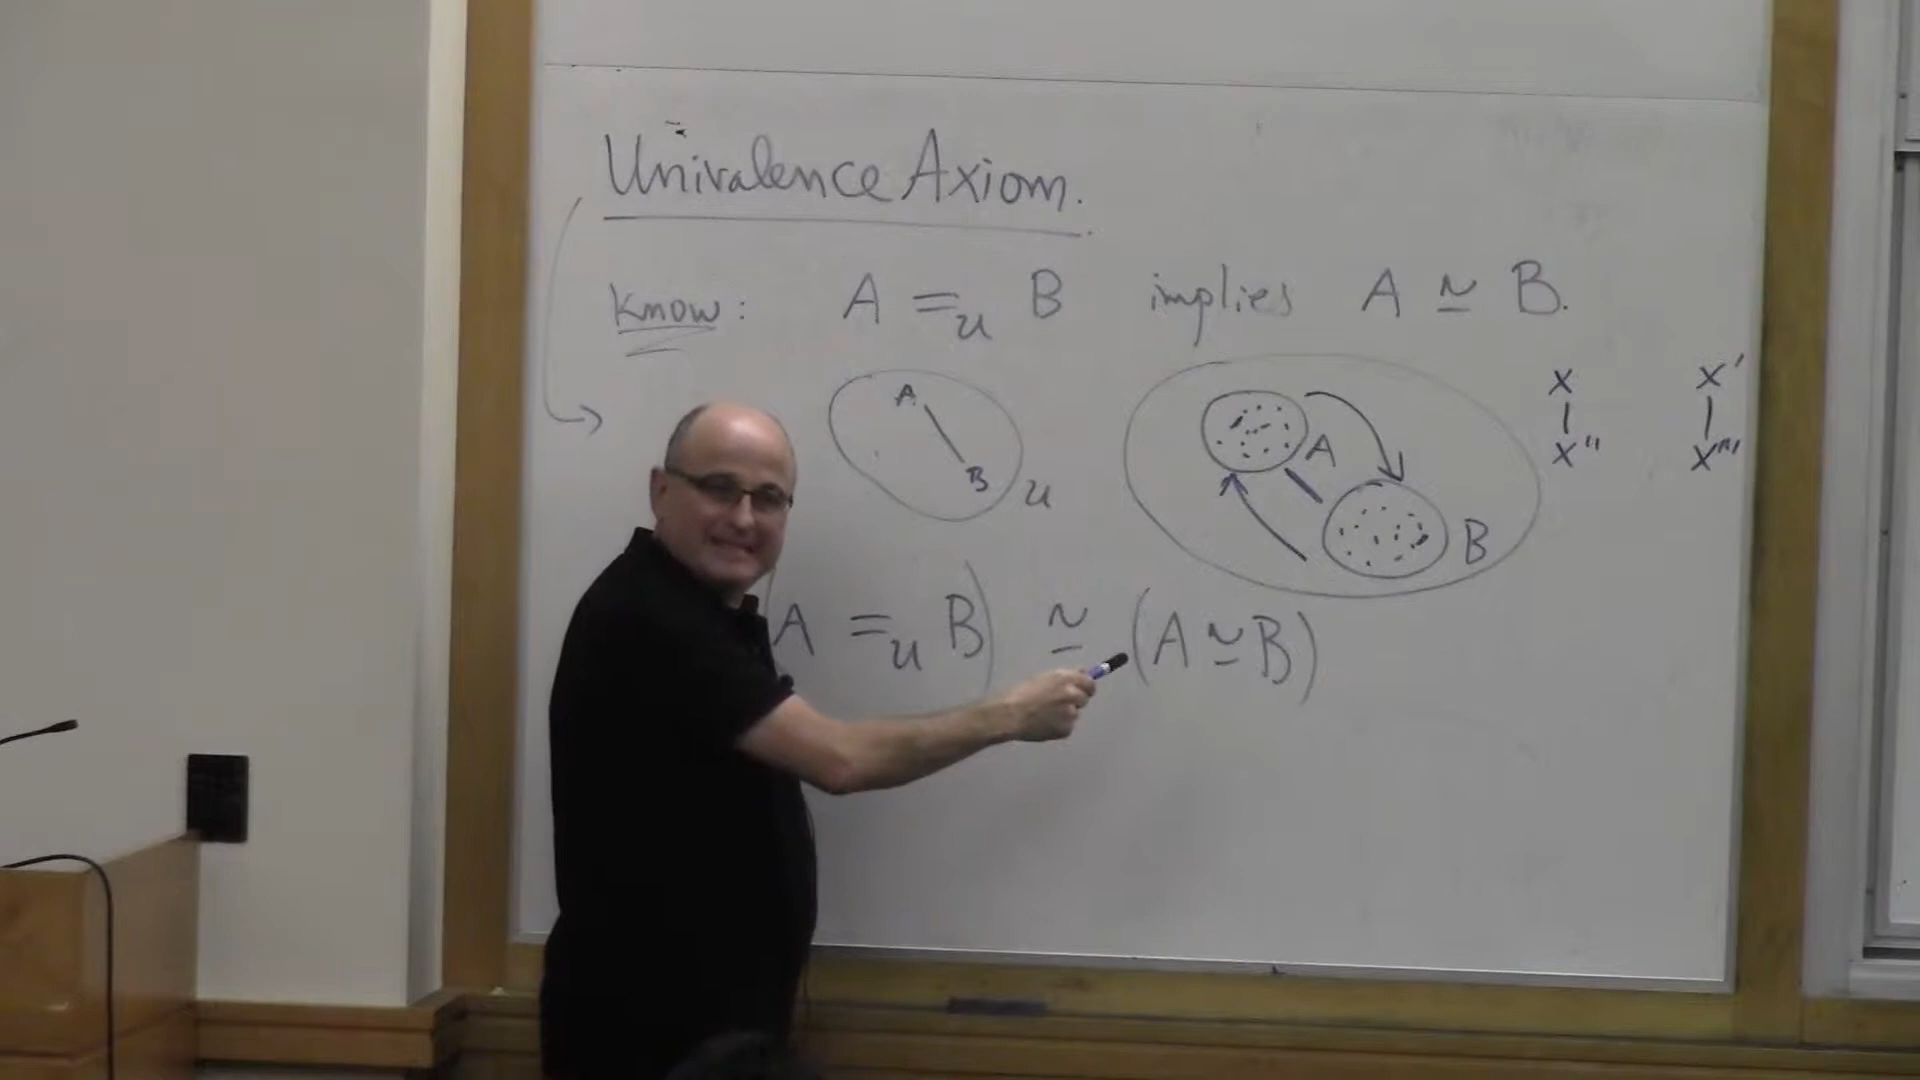 Univalence Axiom.
Know: A =u B implies A ≃ B.
A
B
u
A
B
x x'
x'' x'''
(A =u B) ≃ (A ≃ B)